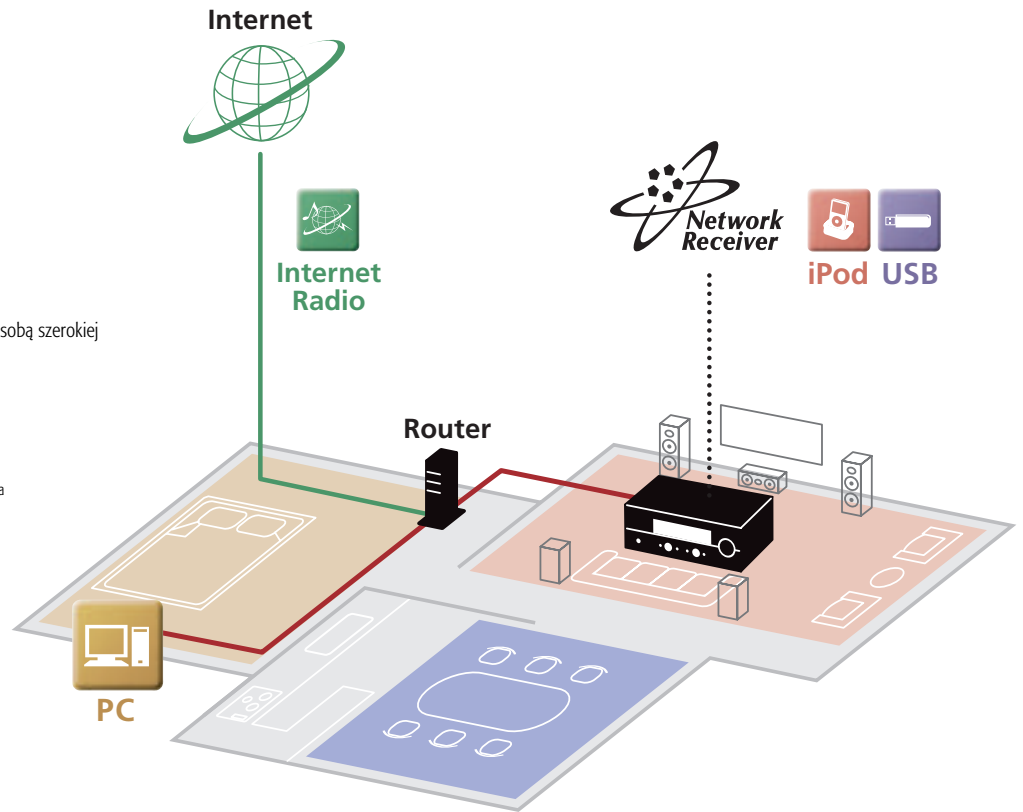 Internet
Network
Receiver
iPod USB
Internet
Radio
sobą szerokiej
Router
a
PC